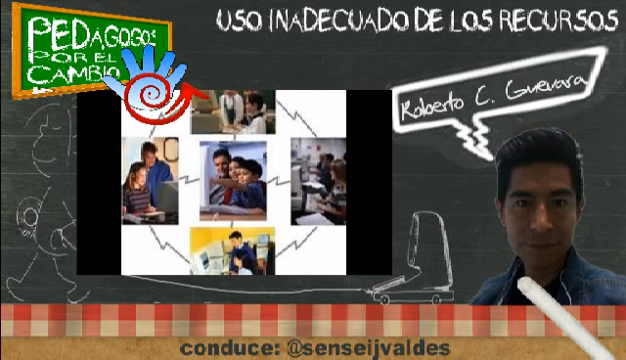 USO INADECUADO DE LOS RECURSOS
PEDAGOGOS
POR EL
CAMBIO
Roberto C. Guevara
conduce: @senseijvaldes